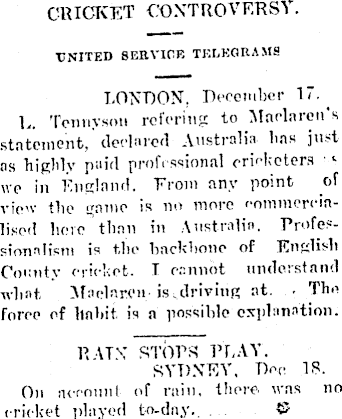 CRICKET CONTROVERSY.
UNITED SERVICE TELEGRAMS
LONDON, December 17.
L. Tennyson refering to Maclaren's
statement, declared Australia has just
as highly paid professional cricketers
we in England. From any point of
view the game is no more commercia-
lised here than in Australia. Profes-
sionalism is the backbone of English
County cricket. I cannot understand
what Maclaren is driving at. . The
force of habit is a possible explanation.
RAIN STOPS PLAY.
SYDNEY, Dec 18.
On account of rain, there was no
cricket played to-day.